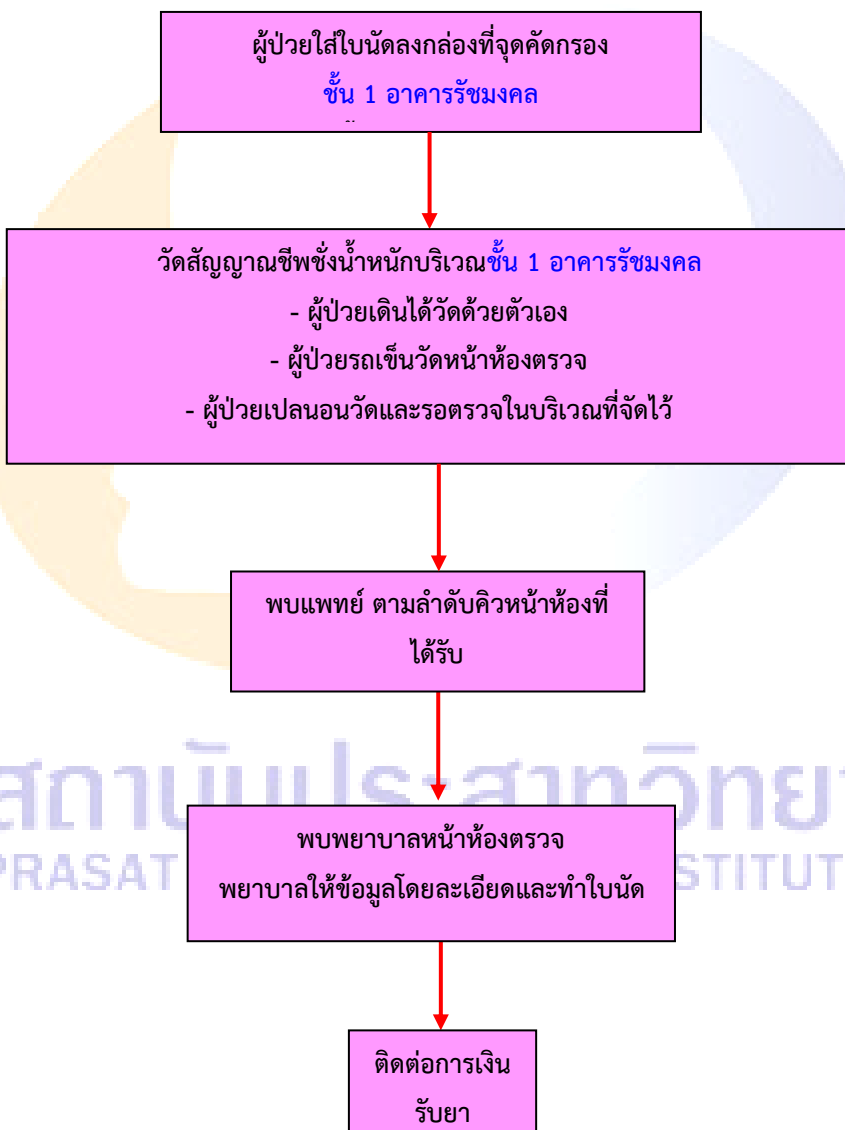 ผู้ป่วยใส่ใบนัดลงกล่องที่จุดคัดกรอง
ชั้น 1 อาคารรัชมงคล
วัดสัญญาณชีพชั่งน้ำหนักบริเวณชั้น 1 อาคารรัชมงคล
- ผู้ป่วยเดินได้วัดด้วยตัวเอง
- ผู้ป่วยรถเข็นวัดหน้าห้องตรวจ
- ผู้ป่วยเปลนอนวัดและรอตรวจในบริเวณที่จัดไว้
พบแพทย์ ตามลำดับคิวหน้าห้องที่
ได้รับ
สถาบันประสาทวิทยา
PRASAT
พบพยาบาลหน้าห้องตรวจ
พยาบาลให้ข้อมูลโดยละเอียดและทำใบนัด
ติดต่อการเงิน
รับยา